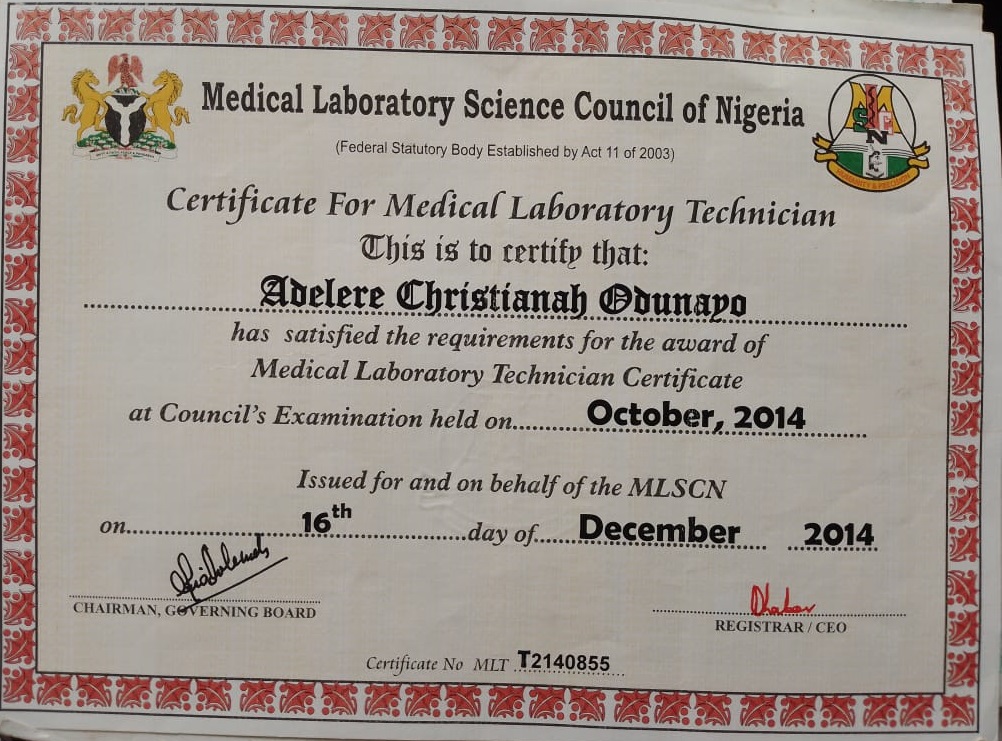 Medical Laboratory Science Council of Nigeria
(Federal Statutory Body Established by Act 11 of 2003)
Certificate For Medical Laboratory Technician
This is to certify that:
Adelere Christianah Odunayo
has satisfied the requirements for the award of
Medical Laboratory Technician Certificate
at Council's Examination held on......... October, 2014
Issued for and on behalf of the MLSCN
on.......... 16th ..........day of..... December ... 2014
CHAIRMAN, GOVERNING BOARD
REGISTRAR / CEO
Certificate No MLT T2140855